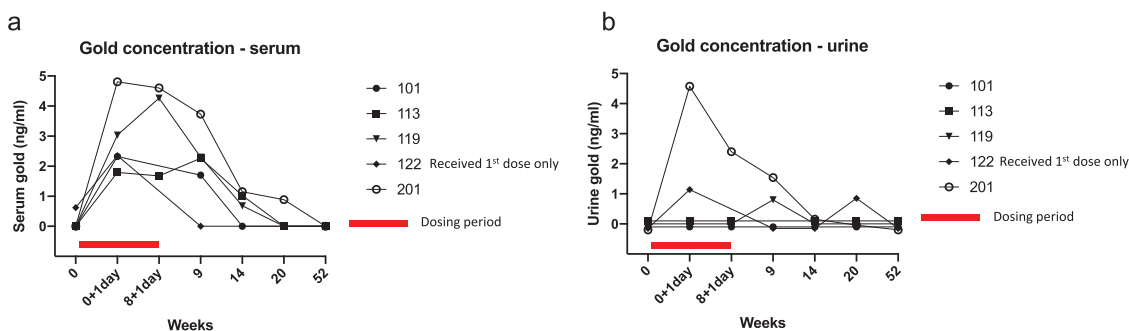 a
Gold concentration - serum
Serum gold (ng/ml)
5
4
3
2
1
0
0
0+1day
8+1day
9
14
20
52
Weeks
101
113
119
122 Received 1st dose only
201
Dosing period
b
Gold concentration - urine
Urine gold (ng/ml)
5
4
3
2
1
0
0
0+1day
8+1day
9
14
20
52
Weeks
101
113
119
122 Received 1st dose only
201
Dosing period